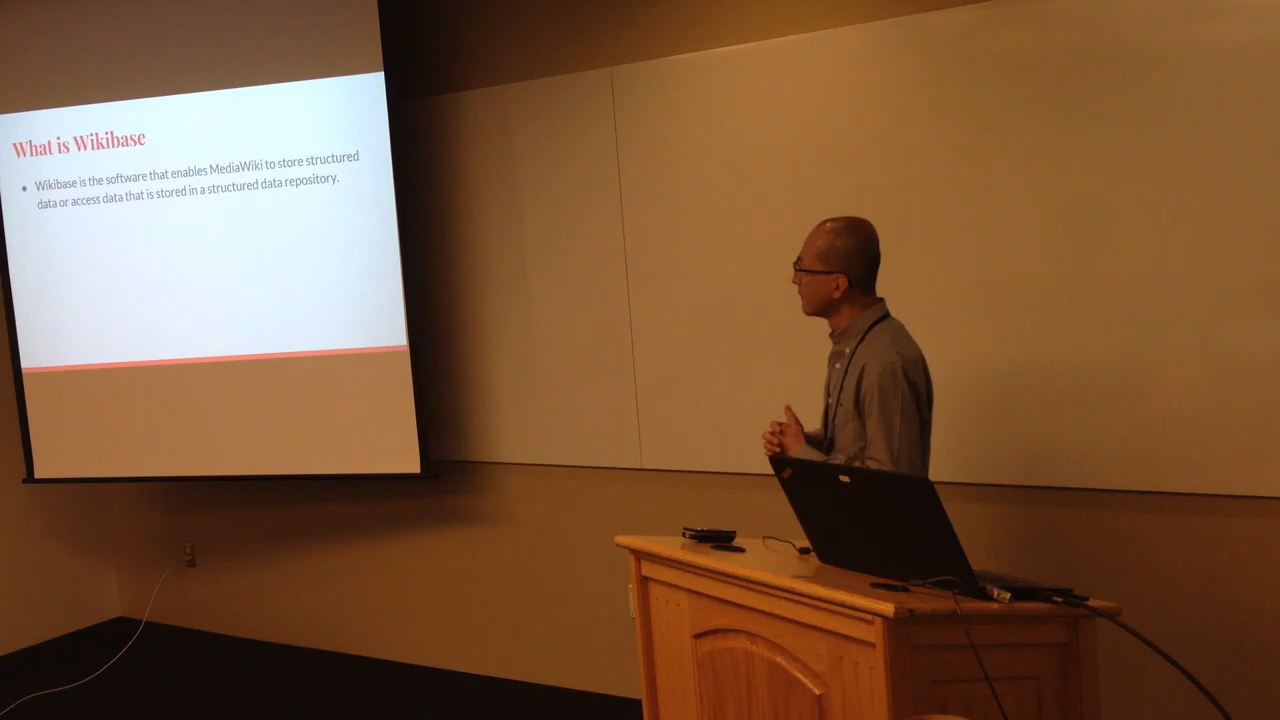 What is Wikibase
● Wikibase is the software that enables MediaWiki to store structured
data or access data that is stored in a structured data repository.